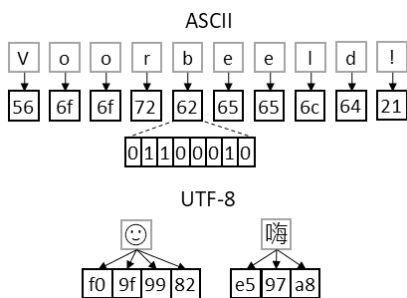 ASCII
V o o r b e e l d !
56 6f 6f 72 62 65 65 6c 64 21
0 1 1 0 0 0 1 0
UTF-8
🙂 嗨
f0 9f 99 82 e5 97 a8